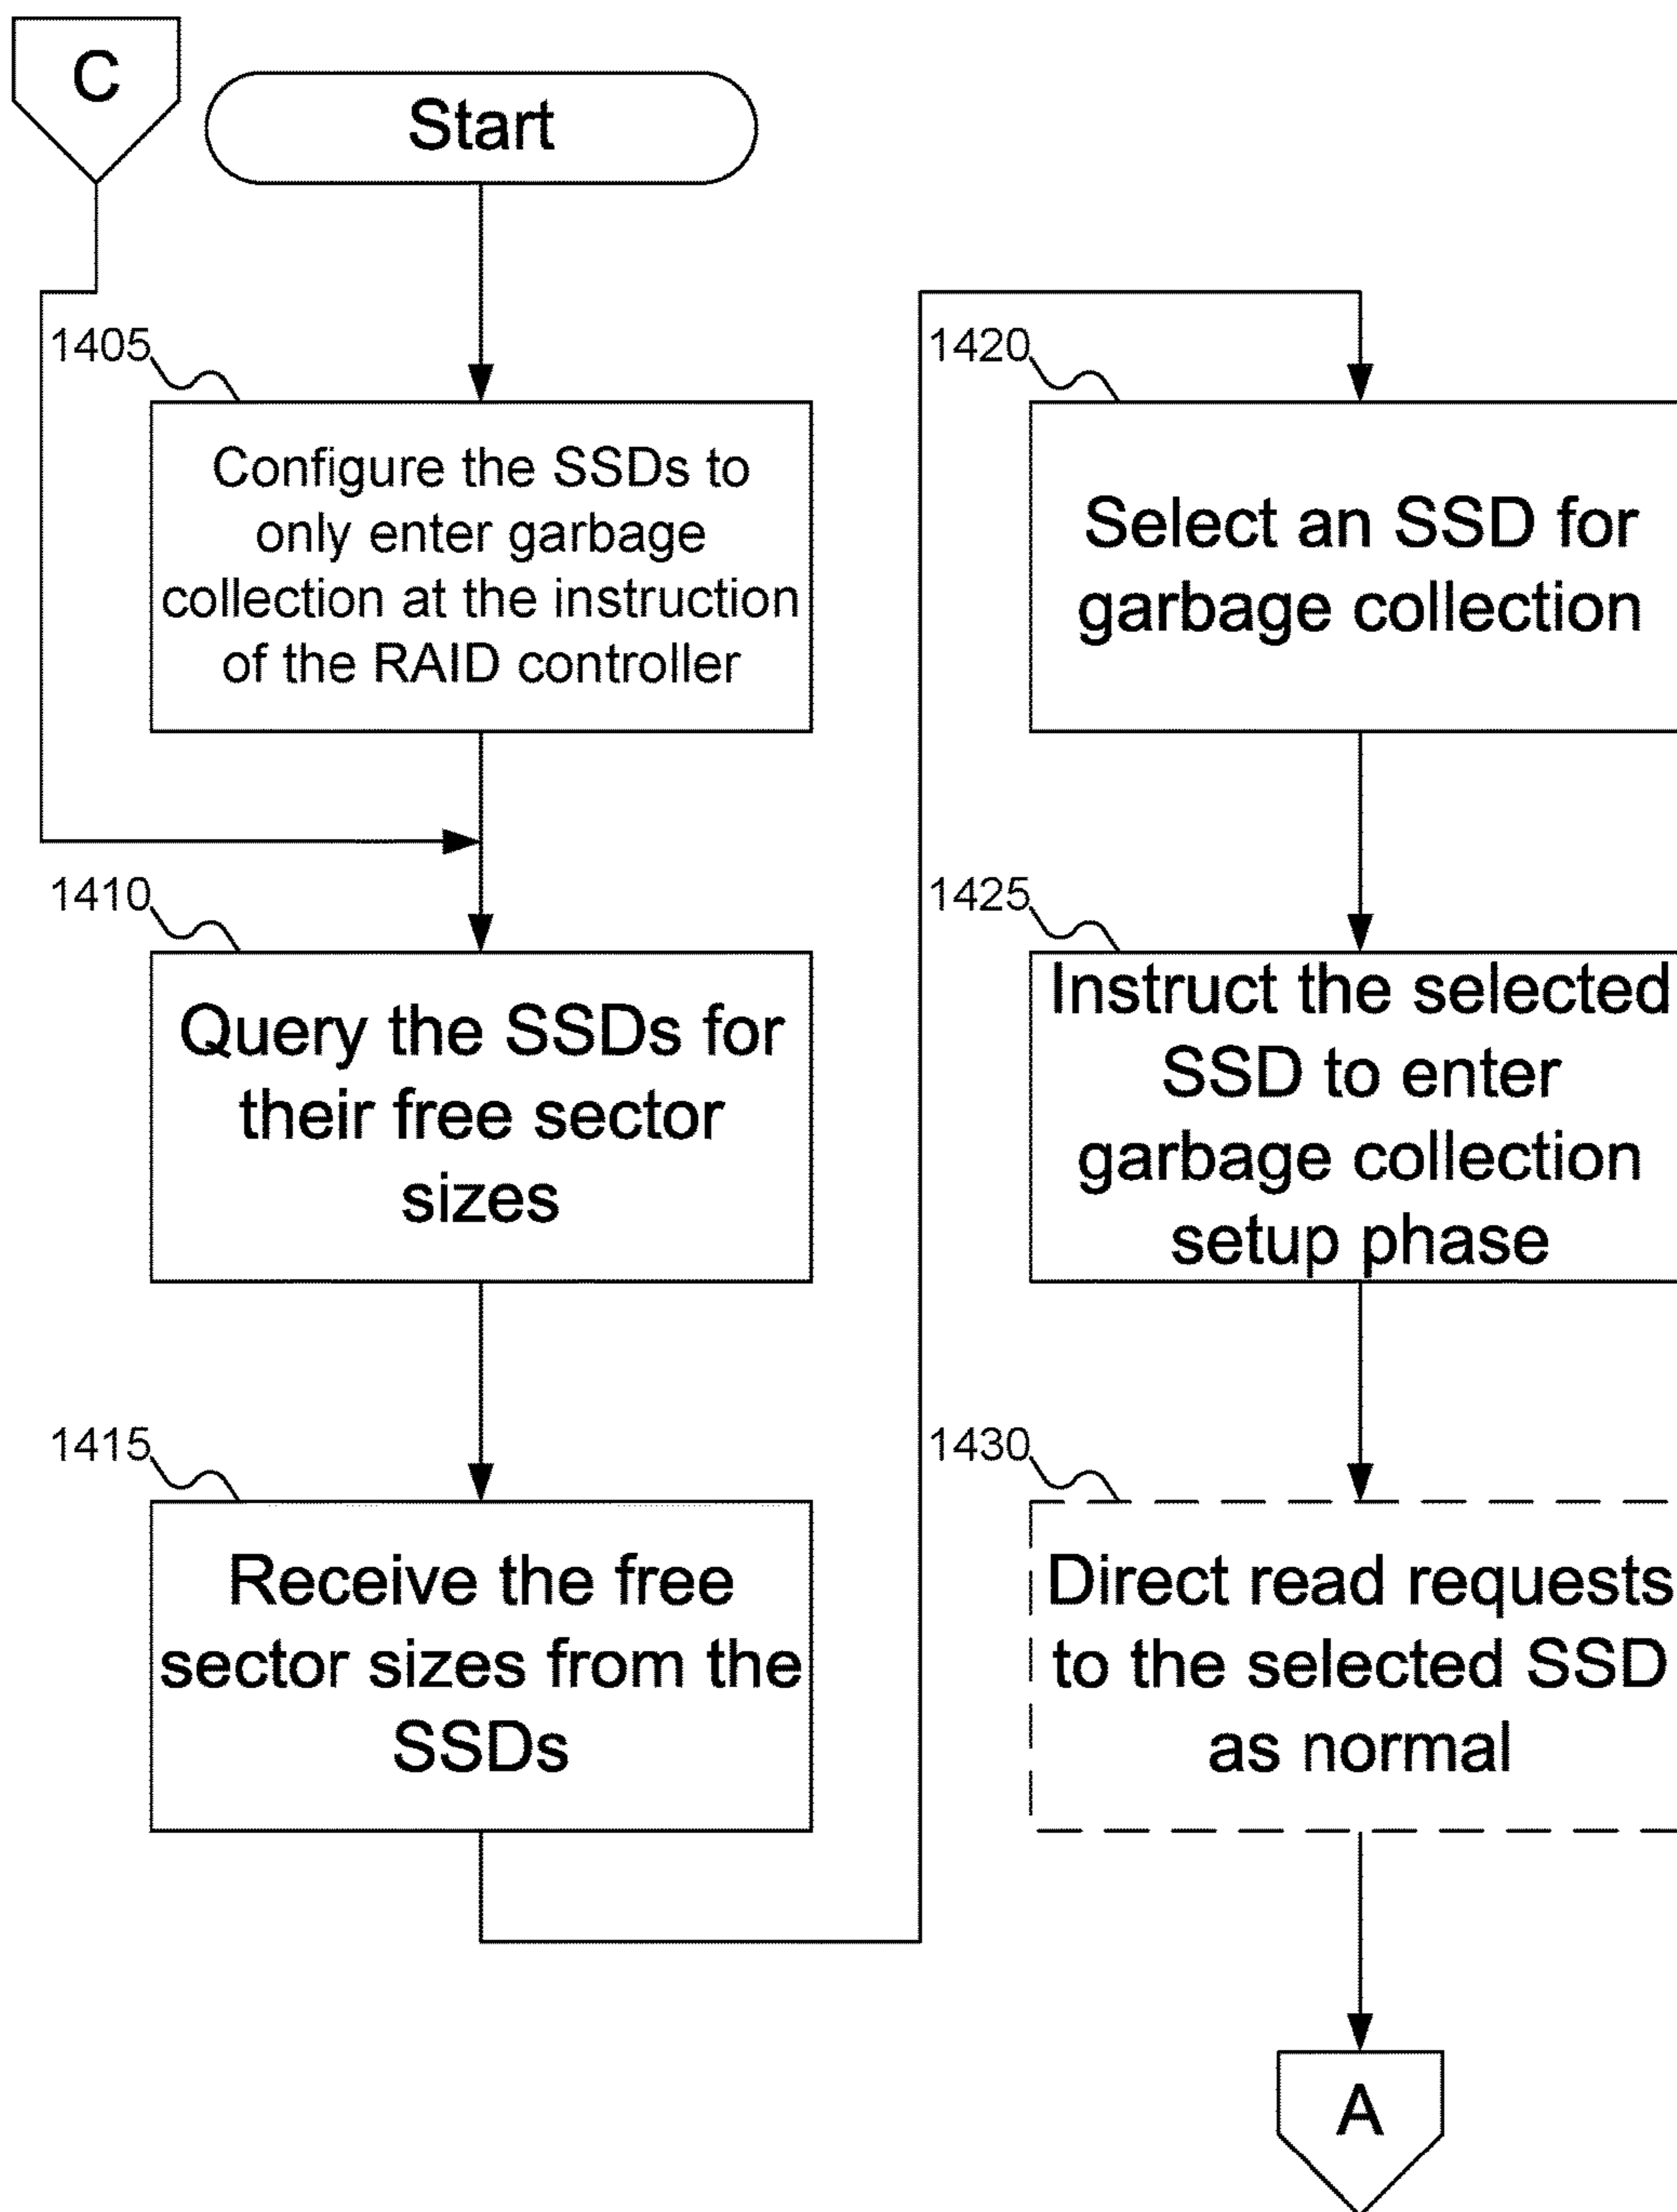 C
Start
1405
Configure the SSDs to
only enter garbage
collection at the instruction
of the RAID controller
1410
Query the SSDs for
their free sector
sizes
1415
Receive the free
sector sizes from the
SSDs
1420
Select an SSD for
garbage collection
1425
Instruct the selected
SSD to enter
garbage collection
setup phase
1430
Direct read requests
to the selected SSD
as normal
A